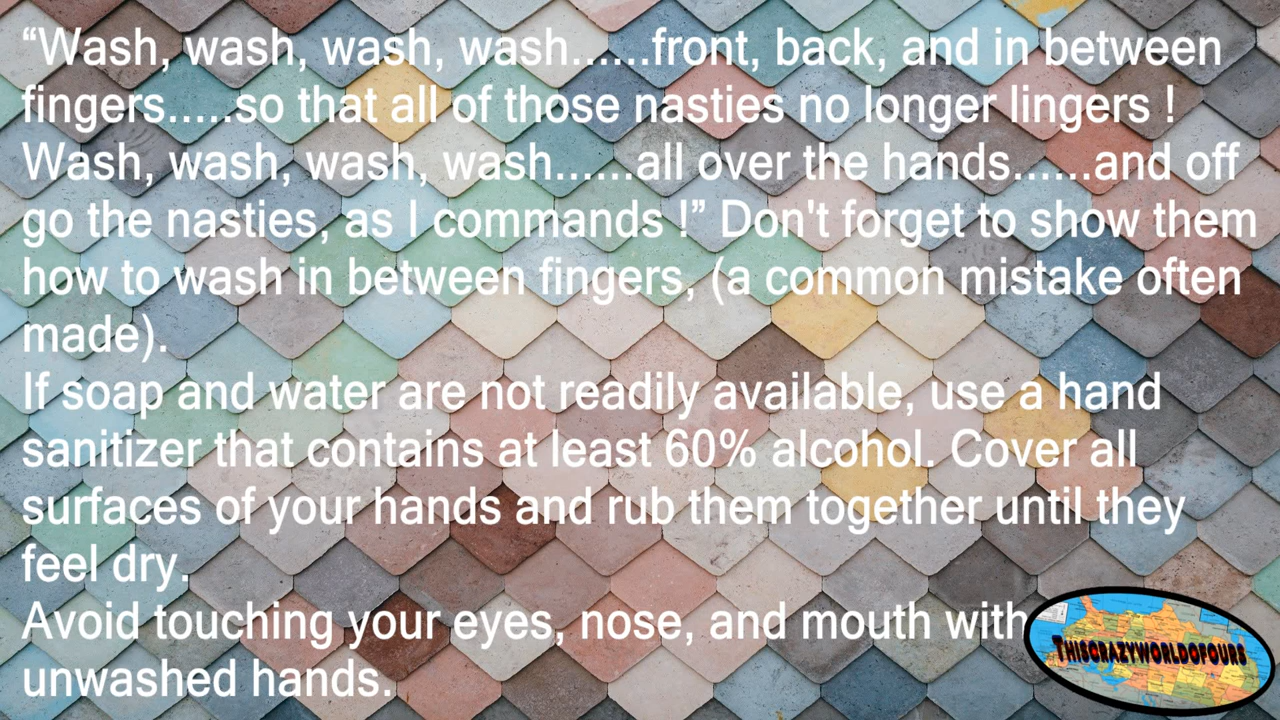 “Wash, wash, wash, wash......front, back, and in between
fingers.....so that all of those nasties no longer lingers !
Wash, wash, wash, wash......all over the hands......and off
go the nasties, as I commands !” Don't forget to show them
how to wash in between fingers, (a common mistake often
made).
If soap and water are not readily available, use a hand
sanitizer that contains at least 60% alcohol. Cover all
surfaces of your hands and rub them together until they
feel dry.
Avoid touching your eyes, nose, and mouth with
unwashed hands.
THISCRAZYWORLDOFOURS